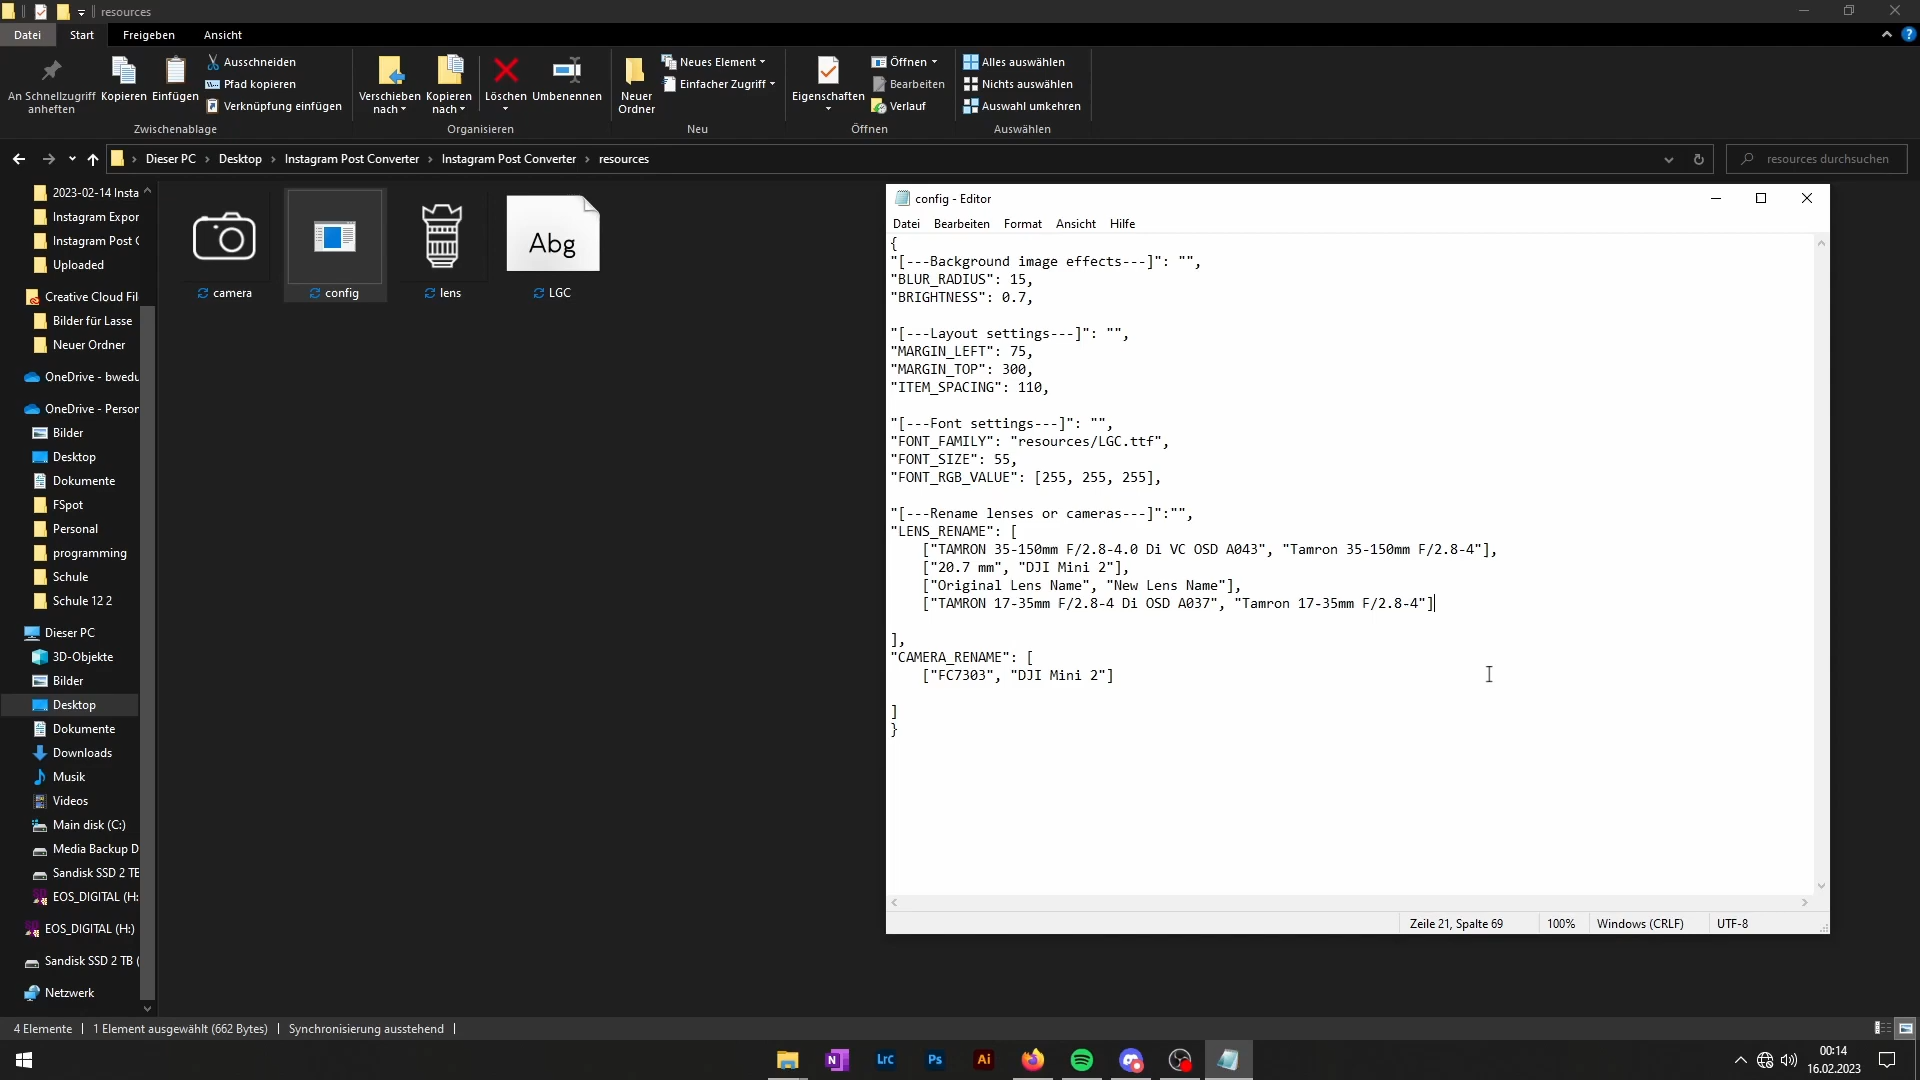 resources
Datei Start Freigeben Ansicht
An Schnellzugriff anheften
Kopieren
Einfügen
Ausschneiden
Pfad kopieren
Verknüpfung einfügen
Zwischenablage
Verschieben nach
Kopieren nach
Löschen
Umbenennen
Organisieren
Neuer Ordner
Neues Element
Einfacher Zugriff
Neu
Eigenschaften
Öffnen
Bearbeiten
Verlauf
Öffnen
Alles auswählen
Nichts auswählen
Auswahl umkehren
Auswählen
Dieser PC › Desktop › Instagram Post Converter › Instagram Post Converter › resources
resources durchsuchen
2023-02-14 Insta
Instagram Expor
Instagram Post C
Uploaded
Creative Cloud Fil
Bilder für Lasse
Neuer Ordner
OneDrive - bwedu
OneDrive - Person
Bilder
Desktop
Dokumente
FSpot
Personal
programming
Schule
Schule 12 2
Dieser PC
3D-Objekte
Bilder
Desktop
Dokumente
Downloads
Musik
Videos
Main disk (C:)
Media Backup D
Sandisk SSD 2 TE
EOS_DIGITAL (H:
EOS_DIGITAL (H:)
Sandisk SSD 2 TB (
Netzwerk
Abg
camera
config
lens
LGC
config - Editor
Datei Bearbeiten Format Ansicht Hilfe
{
"[---Background image effects---]": "",
"BLUR_RADIUS": 15,
"BRIGHTNESS": 0.7,
"[---Layout settings---]": "",
"MARGIN_LEFT": 75,
"MARGIN_TOP": 300,
"ITEM_SPACING": 110,
"[---Font settings---]": "",
"FONT_FAMILY": "resources/LGC.ttf",
"FONT_SIZE": 55,
"FONT_RGB_VALUE": [255, 255, 255],
"[---Rename lenses or cameras---]":"",
"LENS_RENAME": [
["TAMRON 35-150mm F/2.8-4.0 Di VC OSD A043", "Tamron 35-150mm F/2.8-4"],
["20.7 mm", "DJI Mini 2"],
["Original Lens Name", "New Lens Name"],
["TAMRON 17-35mm F/2.8-4 Di OSD A037", "Tamron 17-35mm F/2.8-4"]
],
"CAMERA_RENAME": [
["FC7303", "DJI Mini 2"]
]
}
Zeile 21, Spalte 69 100% Windows (CRLF) UTF-8
4 Elemente 1 Element ausgewählt (662 Bytes) Synchronisierung ausstehend
N Lrc Ps Ai
00:14
16.02.2023